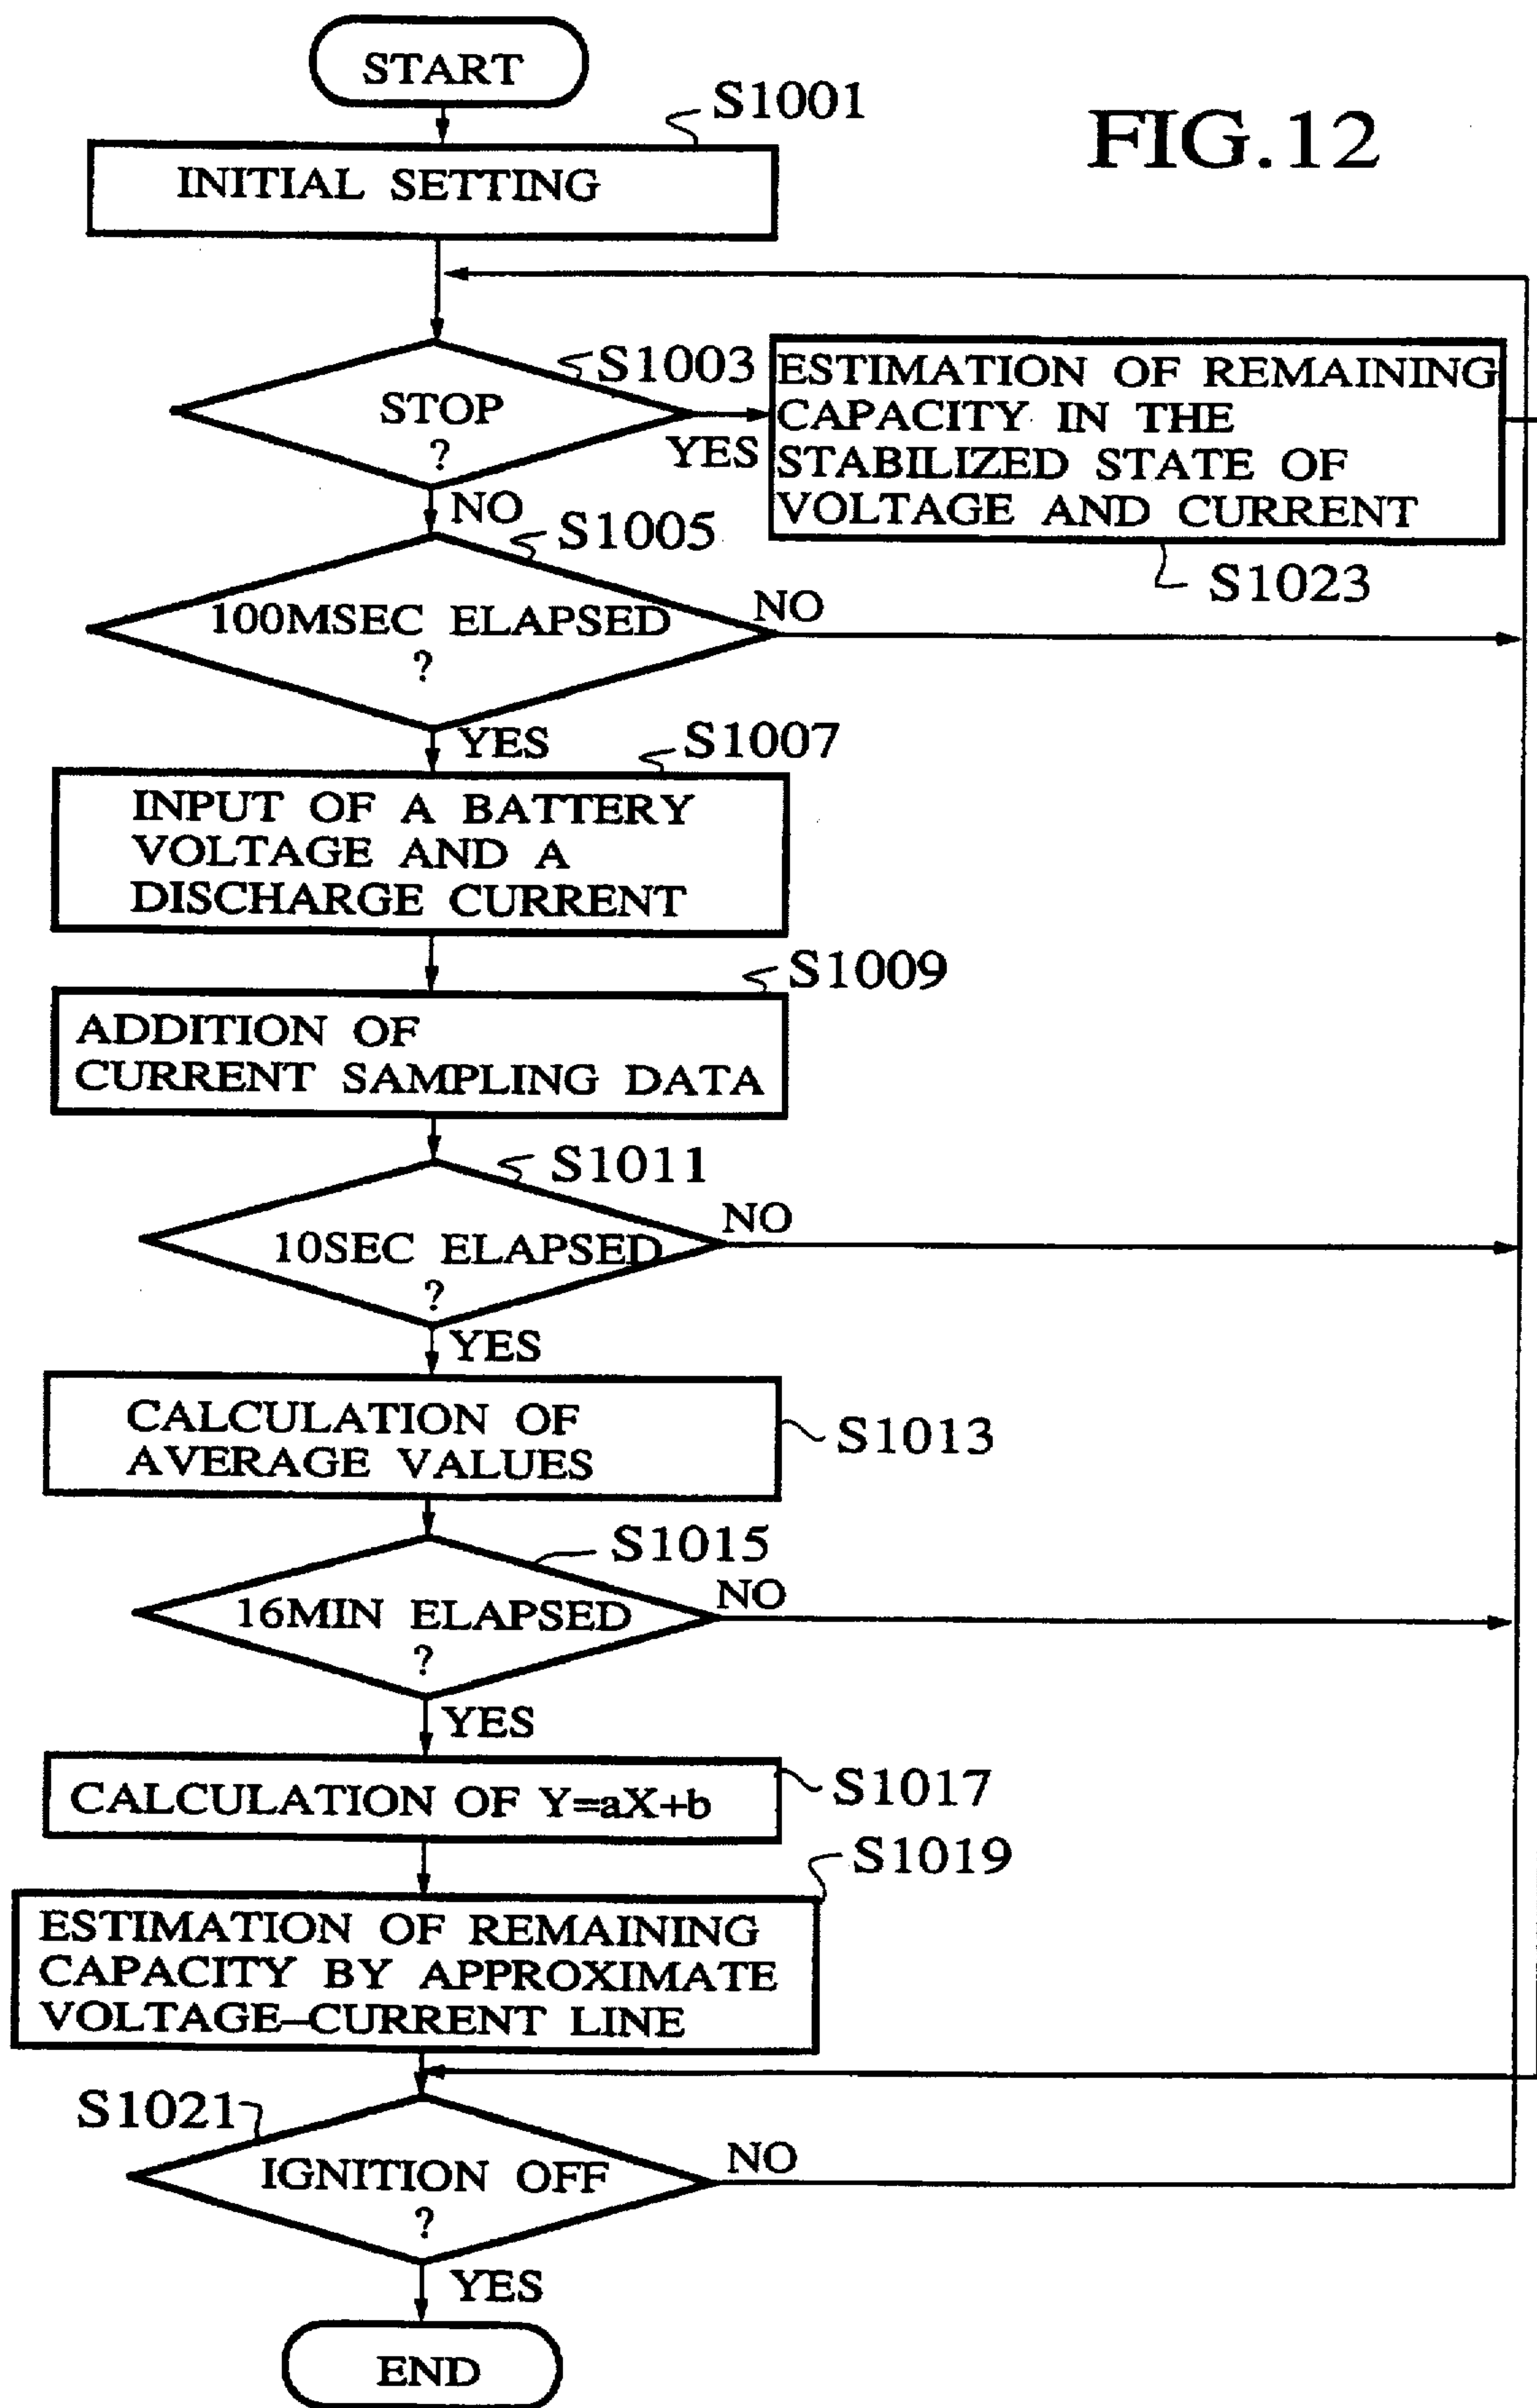 START
S1001
FIG.12
INITIAL SETTING
S1003
STOP
?
YES
ESTIMATION OF REMAINING
CAPACITY IN THE
STABILIZED STATE OF
VOLTAGE AND CURRENT
S1023
NO
S1005
100MSEC ELAPSED
?
NO
YES
S1007
INPUT OF A BATTERY
VOLTAGE AND A
DISCHARGE CURRENT
S1009
ADDITION OF
CURRENT SAMPLING DATA
S1011
10SEC ELAPSED
?
NO
YES
CALCULATION OF
AVERAGE VALUES
S1013
S1015
16MIN ELAPSED
?
NO
YES
CALCULATION OF Y=aX+b
S1017
S1019
ESTIMATION OF REMAINING
CAPACITY BY APPROXIMATE
VOLTAGE–CURRENT LINE
S1021
IGNITION OFF
?
NO
YES
END